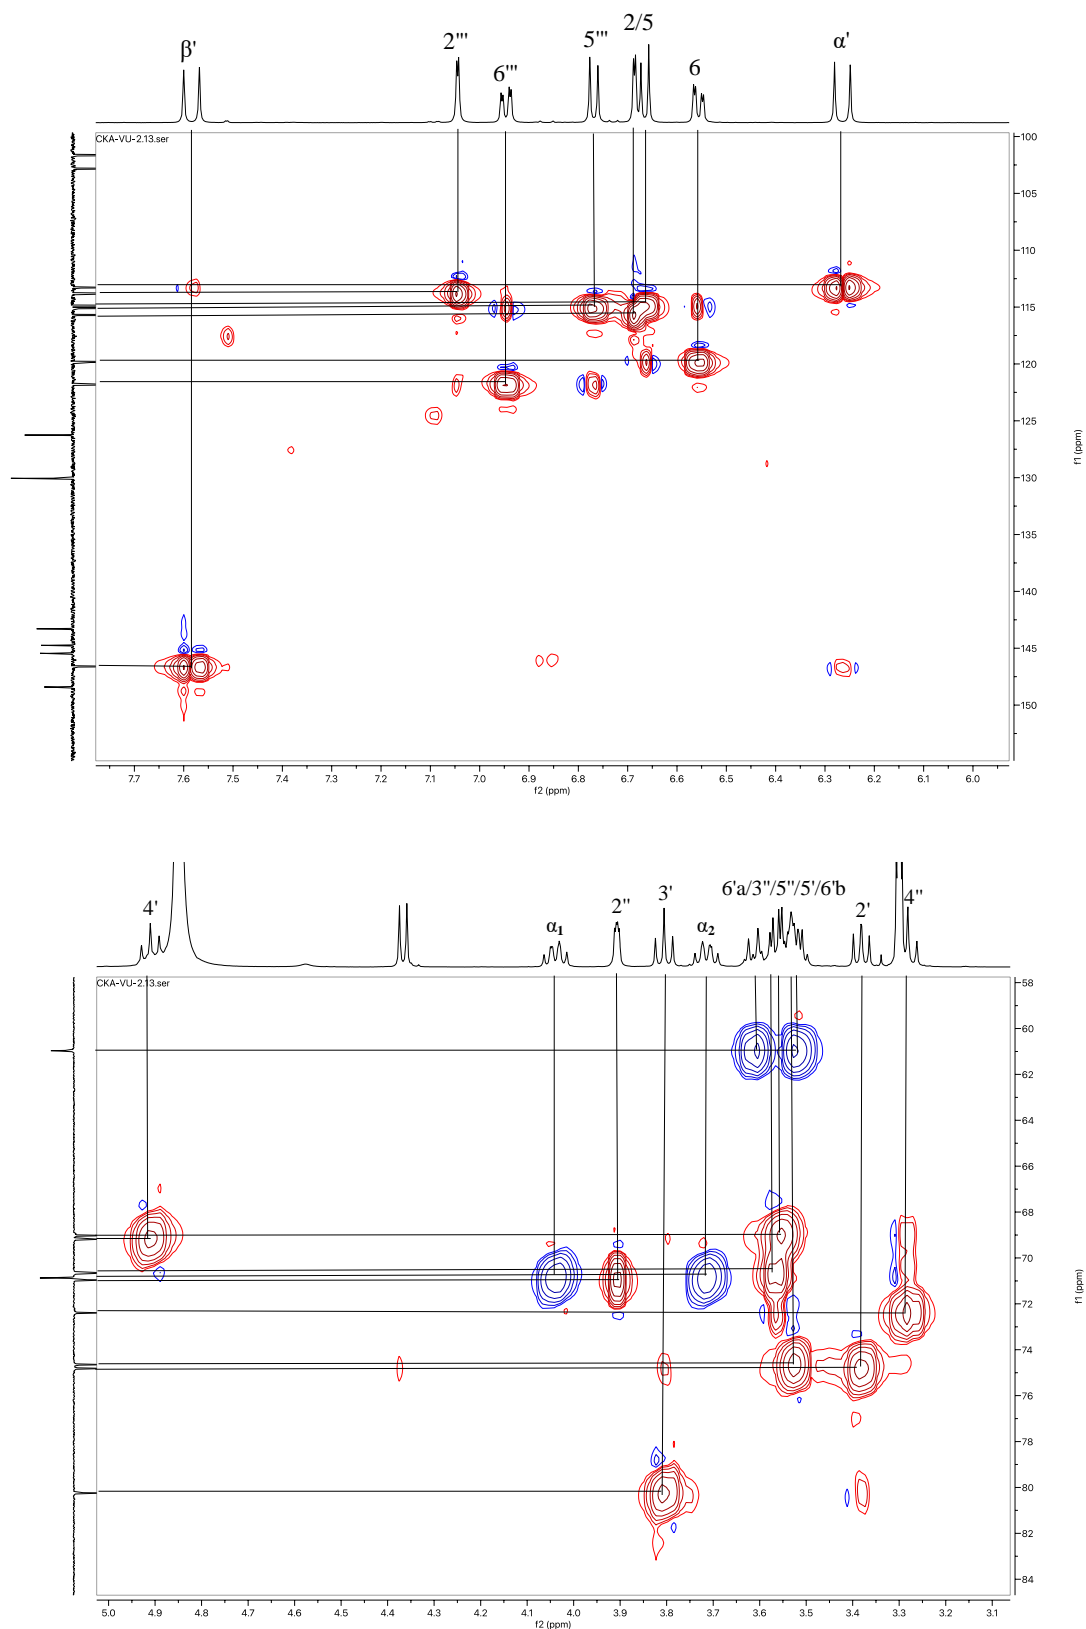 β' 2''' 6''' 5''' 2/5 6 α'
CKA-VU-2.13.ser
100
105
110
115
120
125
130
135
140
145
150
f1 (ppm)
7.7 7.6 7.5 7.4 7.3 7.2 7.1 7.0 6.9 6.8 6.7 6.6 6.5 6.4 6.3 6.2 6.1 6.0
f2 (ppm)
4' α1 2'' 3' α2 6'a/3''/5''/5'/6'b 2' 4''
CKA-VU-2.13.ser
58
60
62
64
66
68
70
72
74
76
78
80
82
84
f1 (ppm)
5.0 4.9 4.8 4.7 4.6 4.5 4.4 4.3 4.2 4.1 4.0 3.9 3.8 3.7 3.6 3.5 3.4 3.3 3.2 3.1
f2 (ppm)